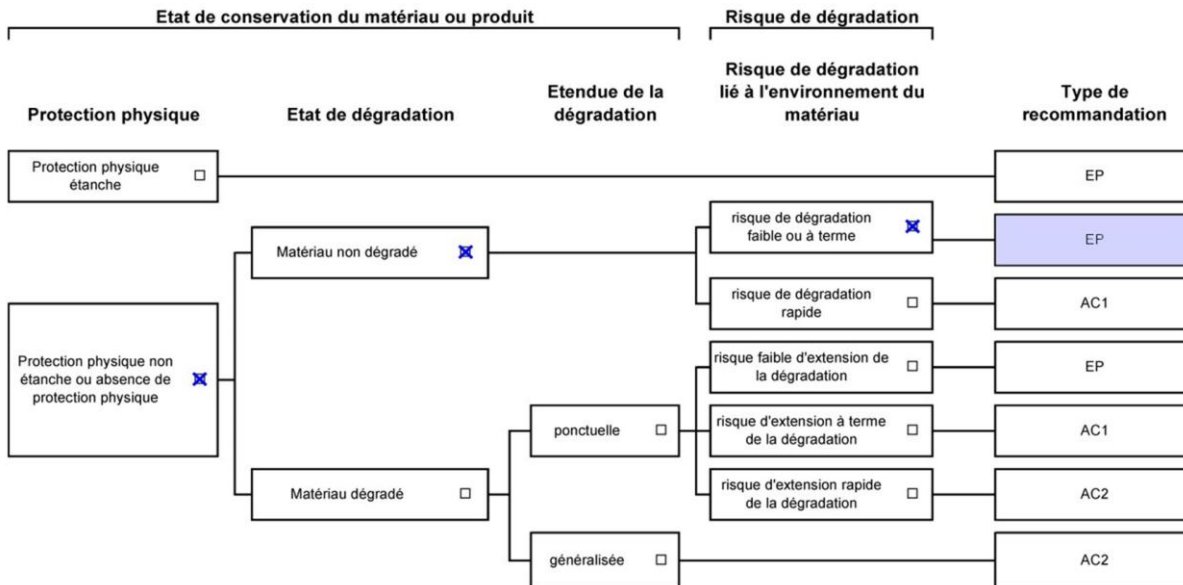 Etat de conservation du matériau ou produit
Risque de dégradation
Protection physique
Etat de dégradation
Etendue de la
dégradation
Risque de dégradation
lié à l'environnement du
matériau
Type de
recommandation
Protection physique
étanche
EP
Protection physique non
étanche ou absence de
protection physique
Matériau non dégradé
risque de dégradation
faible ou à terme
EP
risque de dégradation
rapide
AC1
Matériau dégradé
ponctuelle
risque faible d'extension de
la dégradation
EP
risque d'extension à terme
de la dégradation
AC1
risque d'extension rapide
de la dégradation
AC2
généralisée
AC2